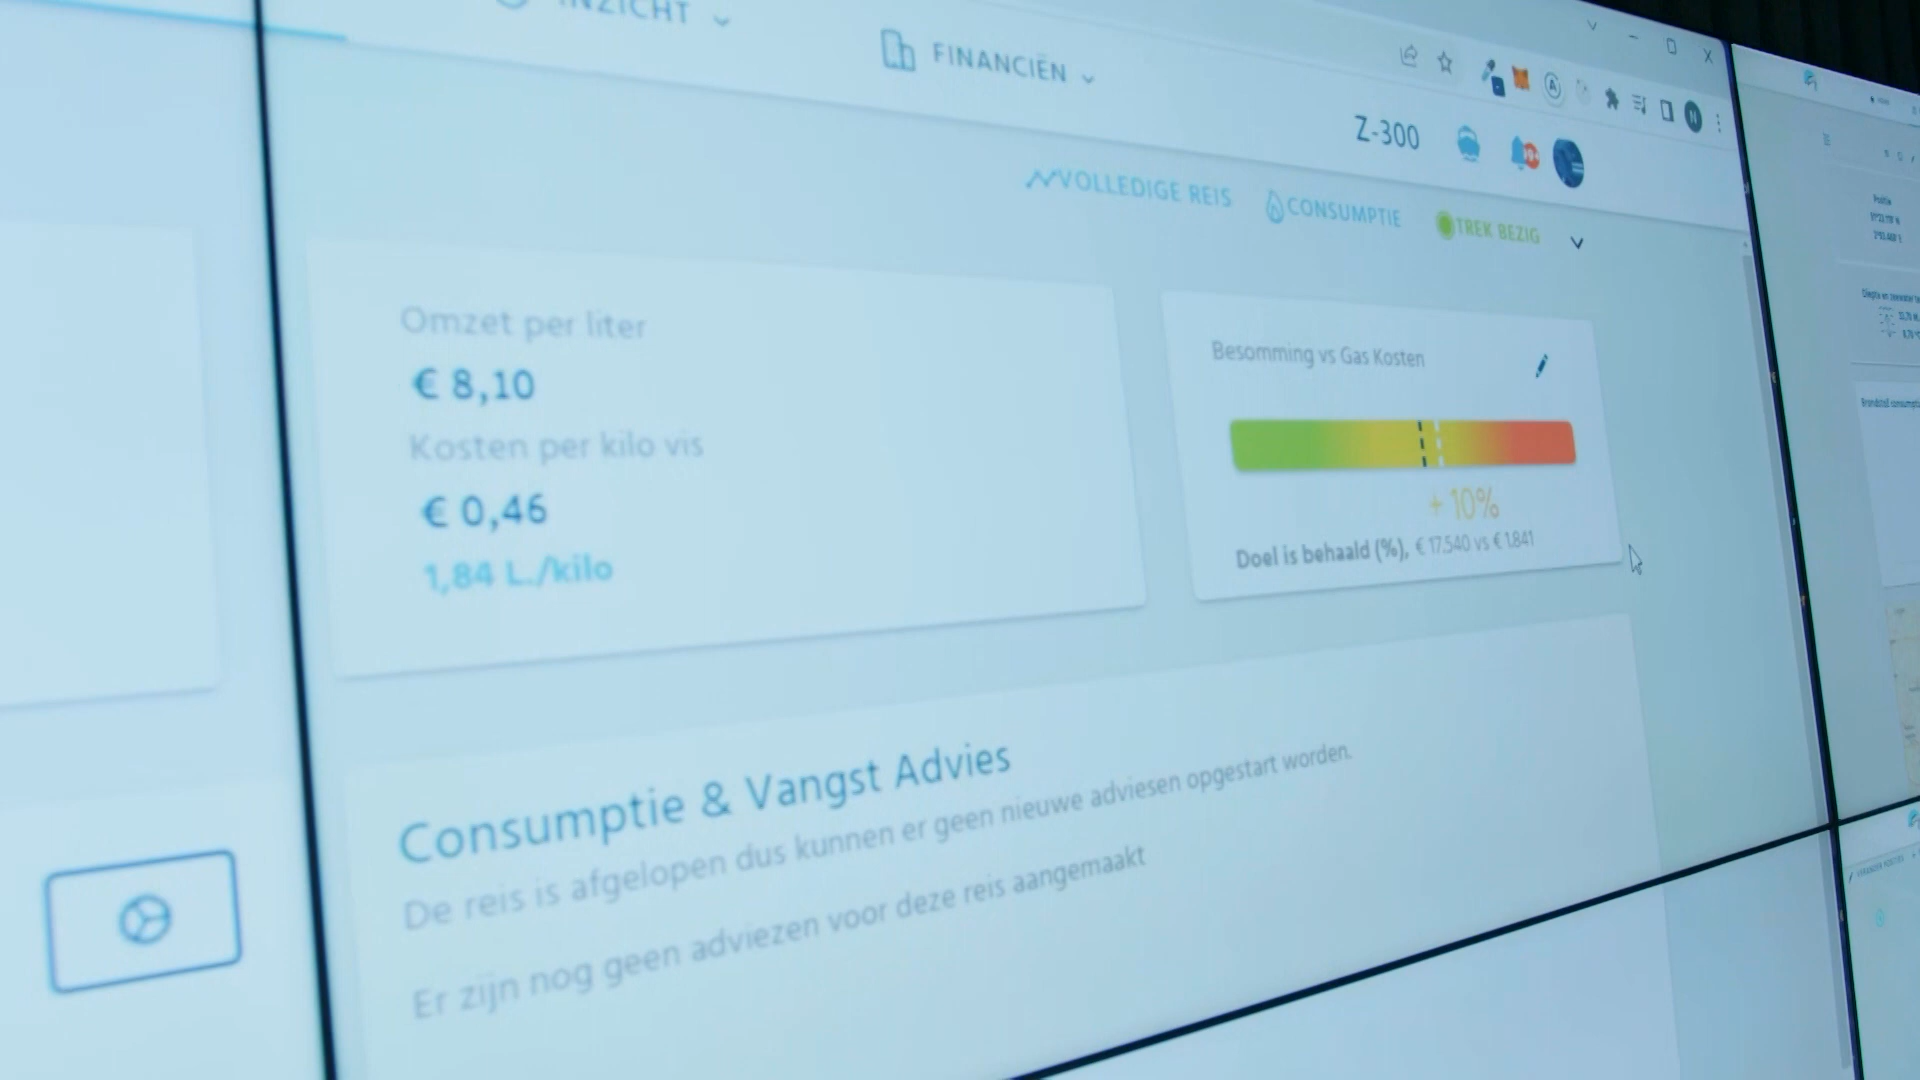 INZICHT
FINANCIËN
Z-300
VOLLEDIGE REIS
CONSUMPTIE
TREK BEZIG
Omzet per liter
€ 8,10
Kosten per kilo vis
€ 0,46
1,84 L./kilo
Besomming vs Gas Kosten
+ 10%
Doel is behaald (%), € 17.540 vs € 1.841
Consumptie & Vangst Advies
De reis is afgelopen dus kunnen er geen nieuwe adviesen opgestart worden.
Er zijn nog geen adviezen voor deze reis aangemaakt
Positie